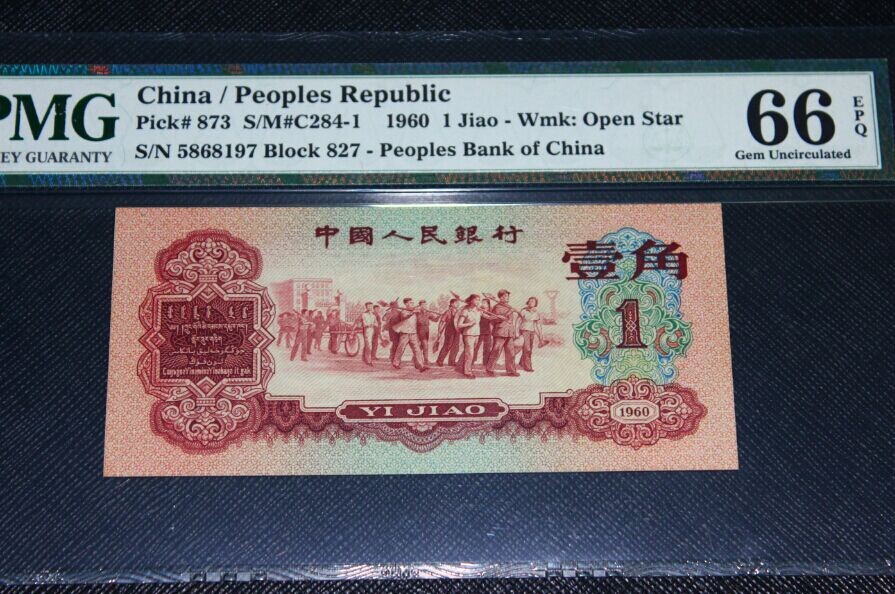 PMG
China / Peoples Republic
Pick# 873 S/M#C284-1 1960 1 Jiao - Wmk: Open Star
S/N 5868197 Block 827 - Peoples Bank of China
EY GUARANTY
66
EPQ
Gem Uncirculated
中國人民銀行
壹角
1
YI JIAO
1960